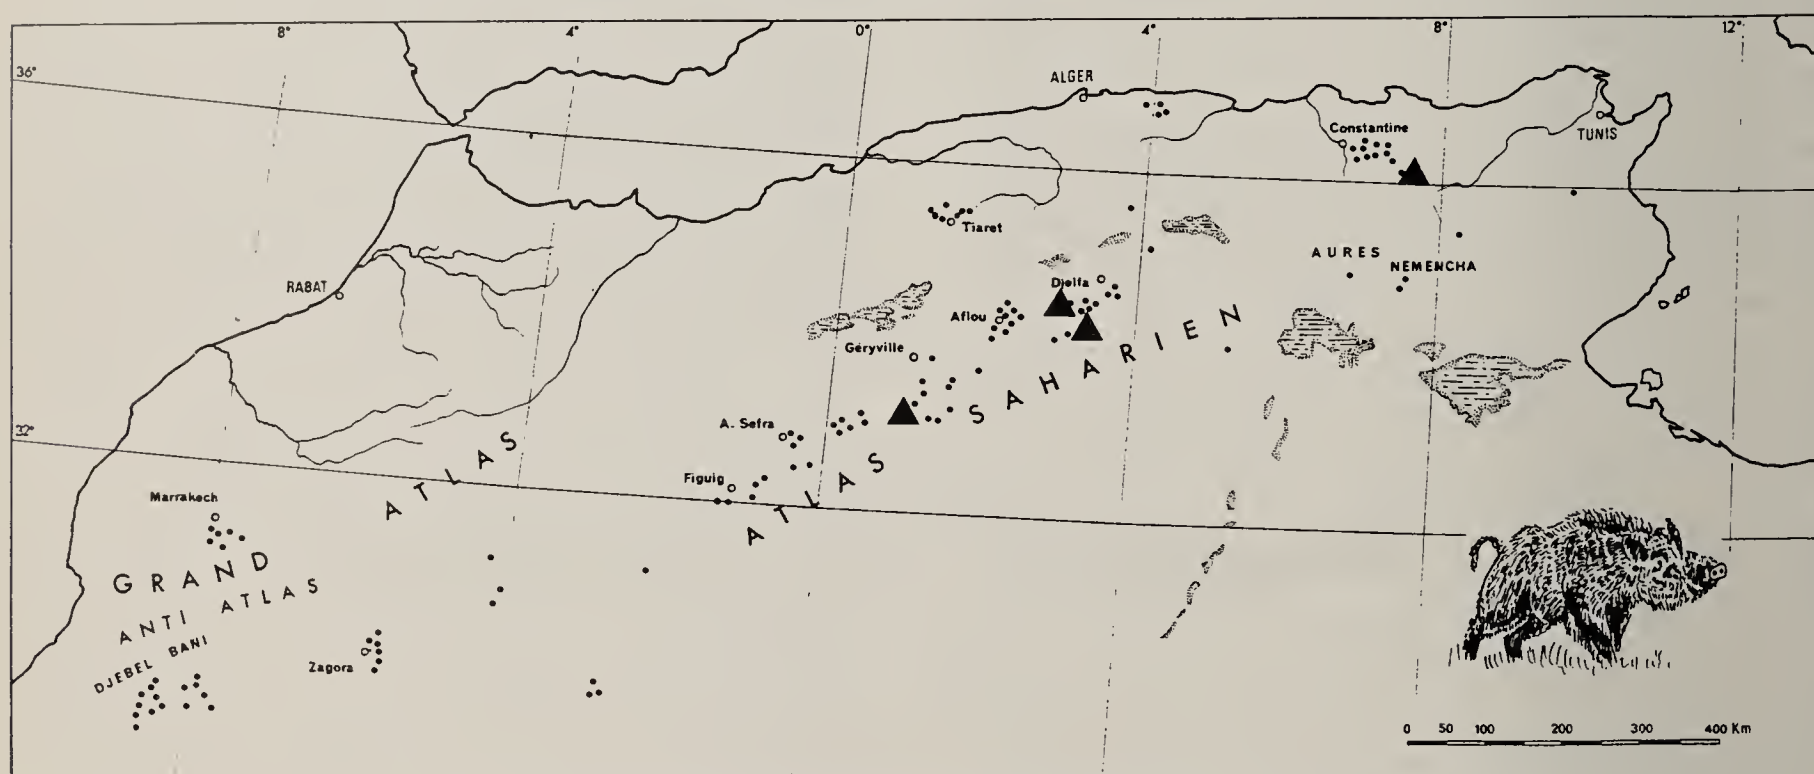 8° 4° 0° 4° 8° 12°
36°
ALGER
Constantine
TUNIS
Tiaret
AURES
NEMENCHA
RABAT
Djelfa
Aflou
Géryville
A. Sefra
Figuig
ATLAS SAHARIEN
32°
Marrakech
GRAND ATLAS
ANTI ATLAS
DJEBEL BANI
Zagora
0 50 100 200 300 400 Km